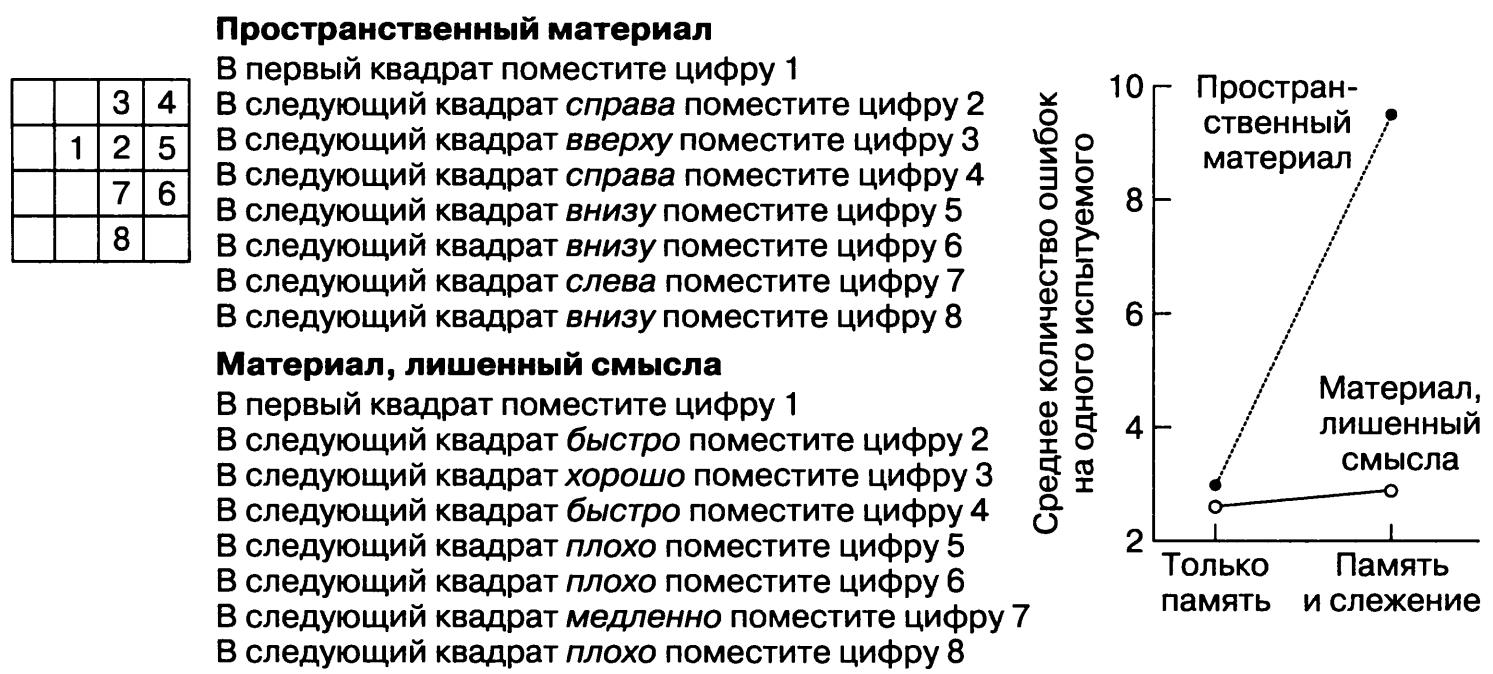 Пространственный материал
В первый квадрат поместите цифру 1
В следующий квадрат справа поместите цифру 2
В следующий квадрат вверху поместите цифру 3
В следующий квадрат справа поместите цифру 4
В следующий квадрат внизу поместите цифру 5
В следующий квадрат внизу поместите цифру 6
В следующий квадрат слева поместите цифру 7
В следующий квадрат внизу поместите цифру 8
3 4
1 2 5
7 6
8
Материал, лишенный смысла
В первый квадрат поместите цифру 1
В следующий квадрат быстро поместите цифру 2
В следующий квадрат хорошо поместите цифру 3
В следующий квадрат быстро поместите цифру 4
В следующий квадрат плохо поместите цифру 5
В следующий квадрат плохо поместите цифру 6
В следующий квадрат медленно поместите цифру 7
В следующий квадрат плохо поместите цифру 8
Среднее количество ошибок
на одного испытуемого
10
8
6
4
2
Простран-
ственный
материал
Материал,
лишенный
смысла
Только
память
Память
и слежение